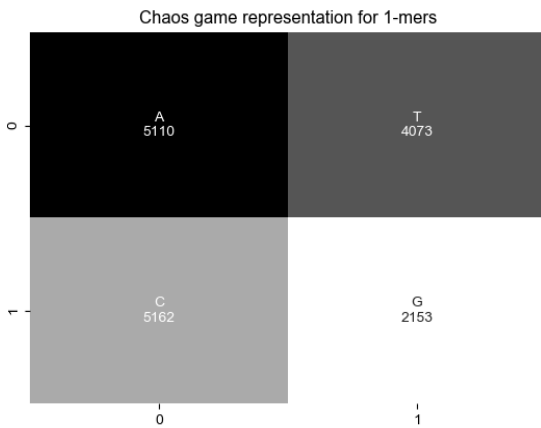 Chaos game representation for 1-mers
0
A
5110
T
4073
1
C
5162
G
2153
0
1